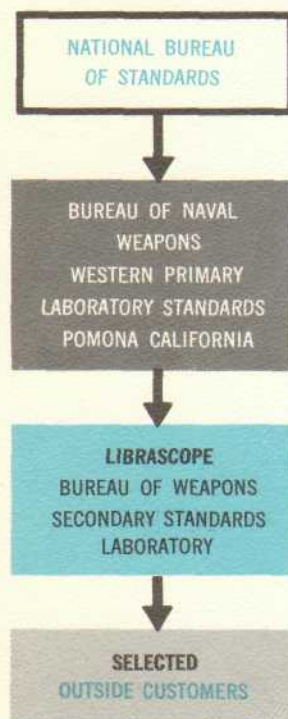 NATIONAL BUREAU
OF STANDARDS
BUREAU OF NAVAL
WEAPONS
WESTERN PRIMARY
LABORATORY STANDARDS
POMONA CALIFORNIA
LIBRASCOPE
BUREAU OF WEAPONS
SECONDARY STANDARDS
LABORATORY
SELECTED
OUTSIDE CUSTOMERS